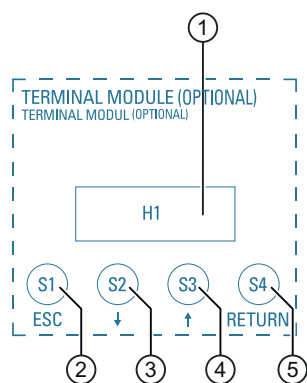 1
TERMINAL MODULE (OPTIONAL)
TERMINAL MODUL (OPTIONAL)
H1
S1 S2 S3 S4
ESC ↓ ↑ RETURN
2 3 4 5